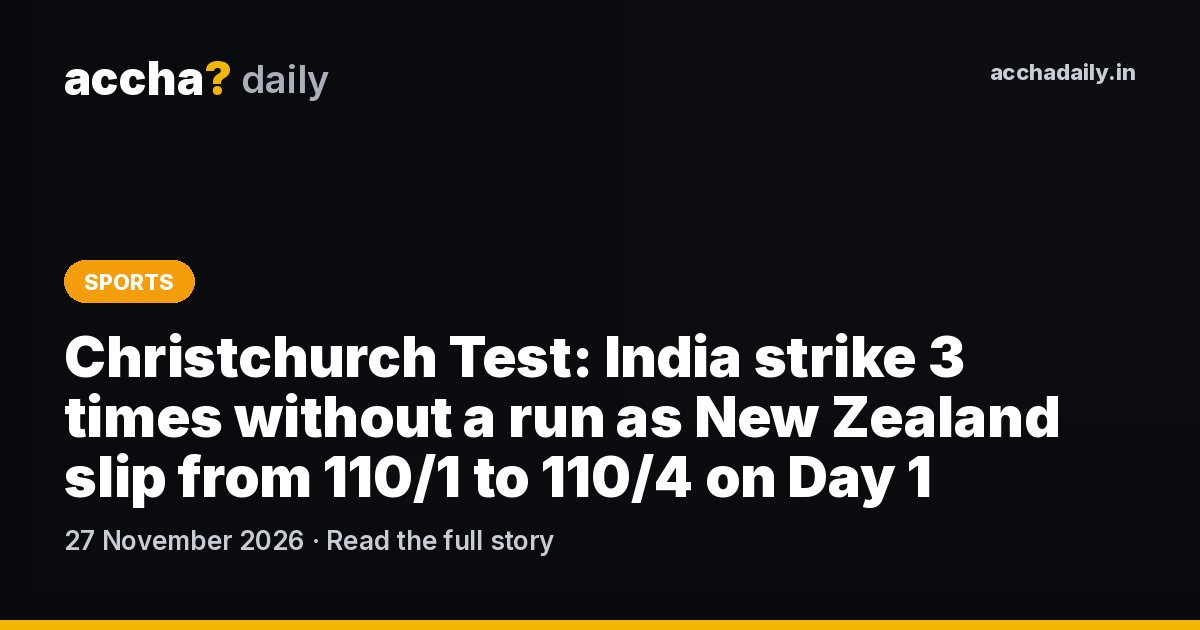 accha? daily
acchadaily.in
SPORTS
Christchurch Test: India strike 3
times without a run as New Zealand
slip from 110/1 to 110/4 on Day 1
27 November 2026 · Read the full story